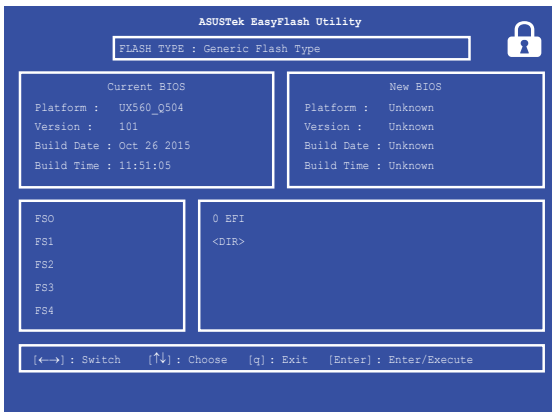 ASUSTek EasyFlash Utility
FLASH TYPE : Generic Flash Type
Current BIOS
Platform : UX560_Q504
Version : 101
Build Date : Oct 26 2015
Build Time : 11:51:05
New BIOS
Platform : Unknown
Version : Unknown
Build Date : Unknown
Build Time : Unknown
FSO
FS1
FS2
FS3
FS4
0 EFI
<DIR>
[←→] : Switch [↑↓] : Choose [q] : Exit [Enter] : Enter/Execute